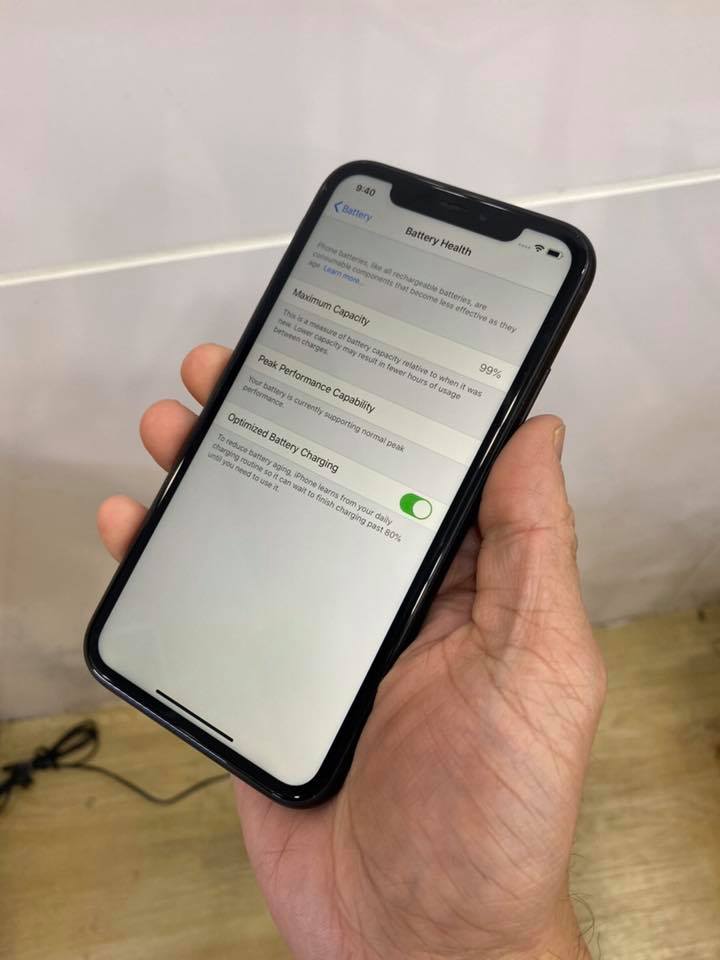 9:40
Battery
Battery Health
Phone batteries, like all rechargeable batteries, are
consumable components that become less effective as they
age. Learn more...
Maximum Capacity
99%
This is a measure of battery capacity relative to when it was
new. Lower capacity may result in fewer hours of usage
between charges.
Peak Performance Capability
Your battery is currently supporting normal peak
performance.
Optimized Battery Charging
To reduce battery aging, iPhone learns from your daily
charging routine so it can wait to finish charging past 80%
until you need to use it.